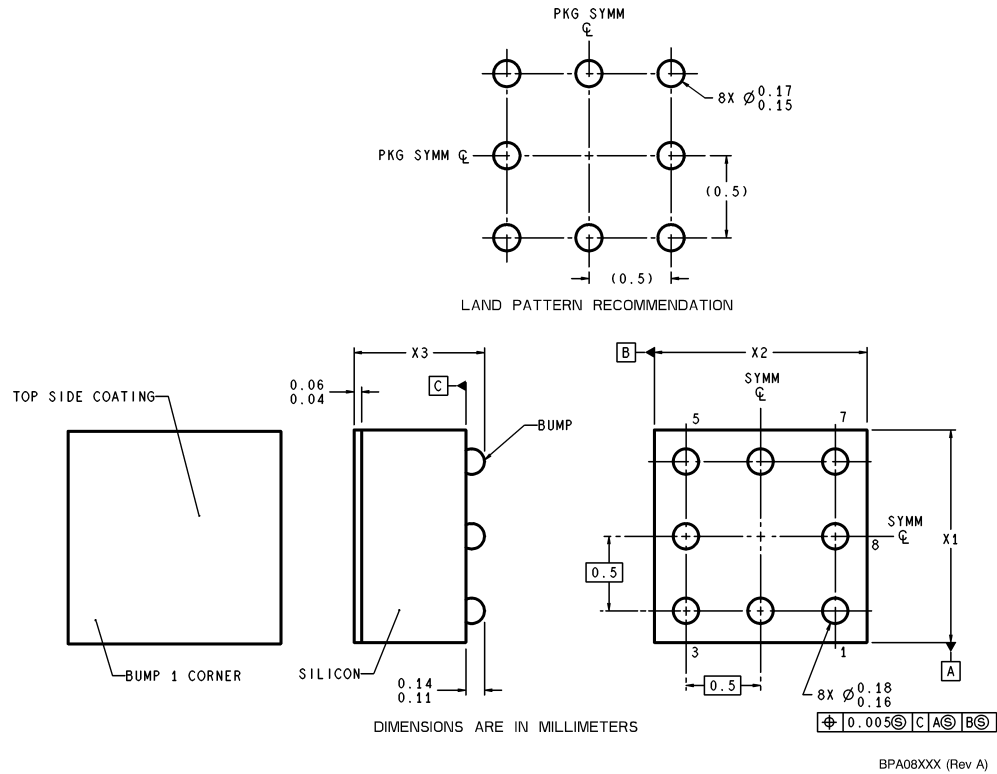 PKG SYMM
℄
8X Ø 0.17
0.15
PKG SYMM ℄
(0.5)
(0.5)
LAND PATTERN RECOMMENDATION
X3
B
X2
0.06
0.04
C
SYMM
℄
TOP SIDE COATING
5
7
BUMP
SYMM
℄
8
X1
0.5
BUMP 1 CORNER
SILICON
3
1
A
0.14
0.11
0.5
8X Ø 0.18
0.16
⌖ 0.005Ⓢ C AⓈ BⓈ
DIMENSIONS ARE IN MILLIMETERS
BPA08XXX (Rev A)